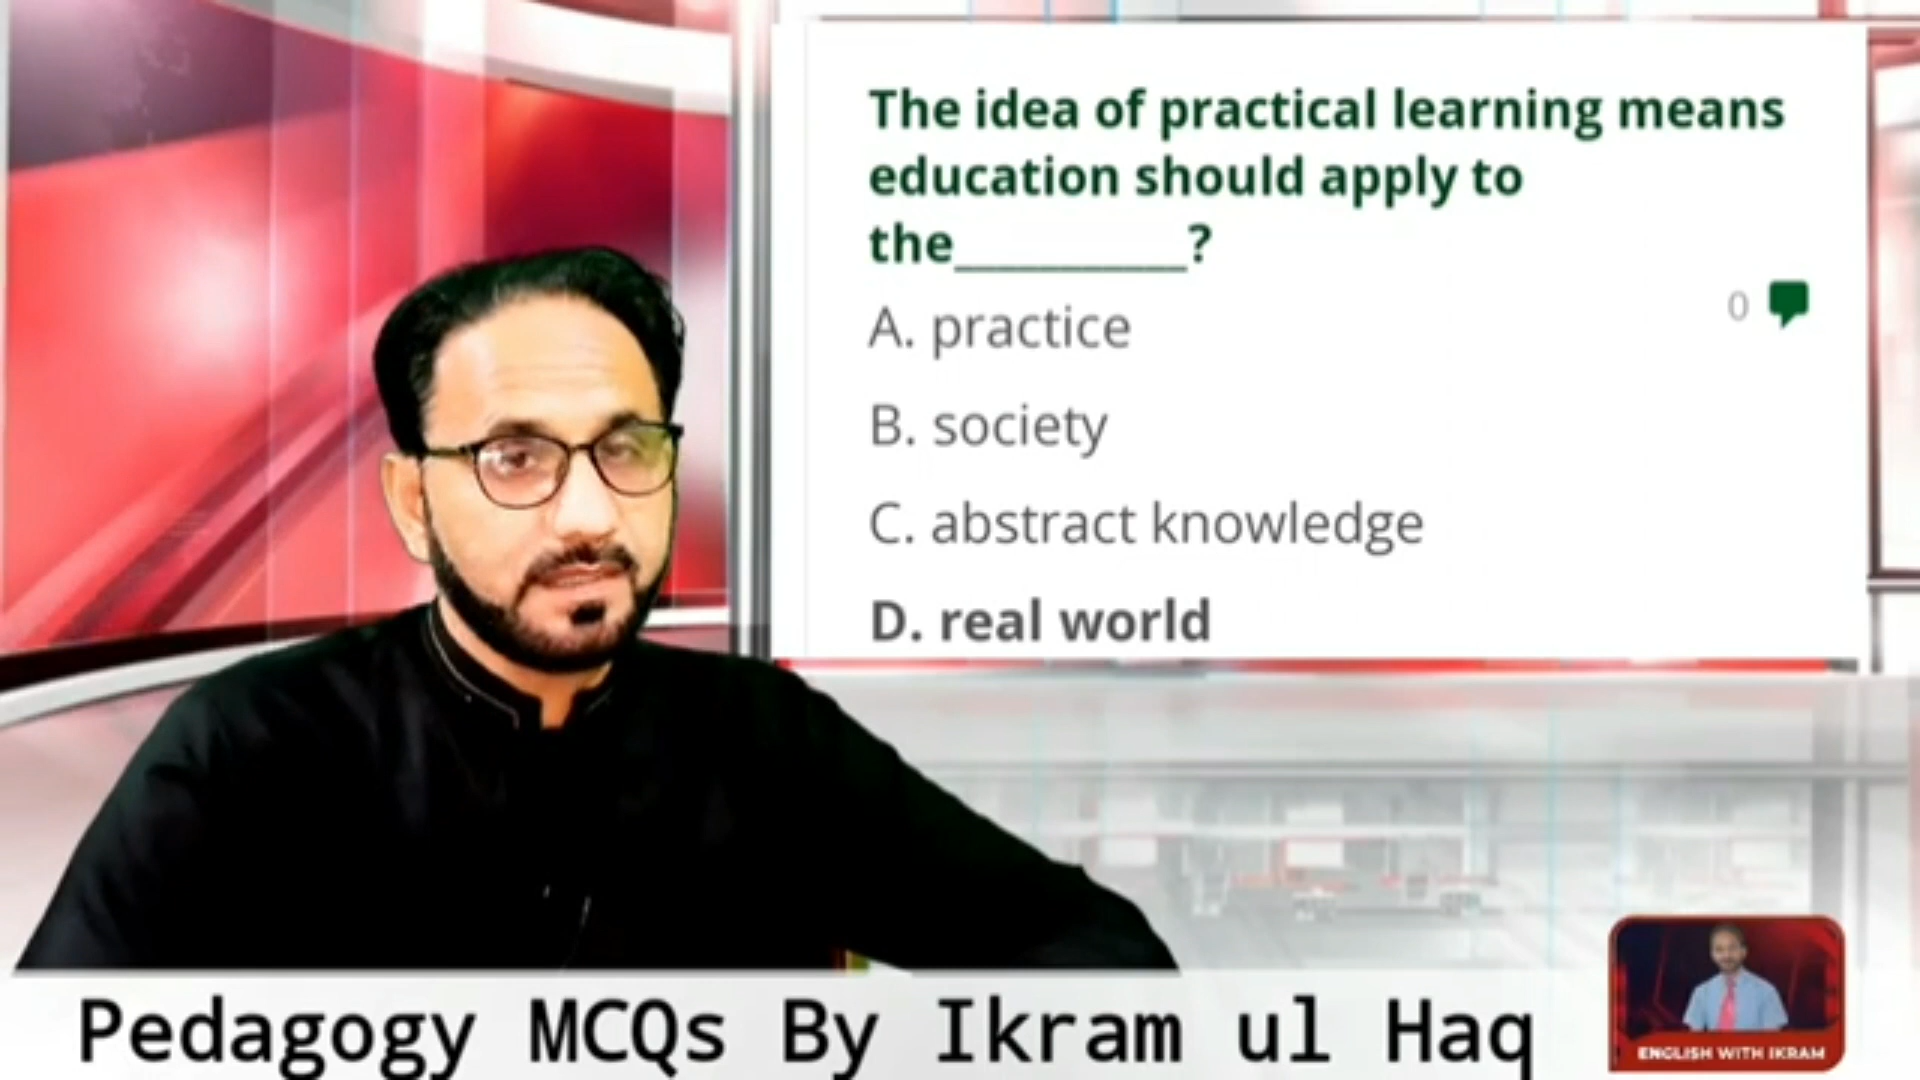 The idea of practical learning means
education should apply to
the__________?
0
A. practice
B. society
C. abstract knowledge
D. real world
Pedagogy MCQs By Ikram ul Haq
ENGLISH WITH IKRAM